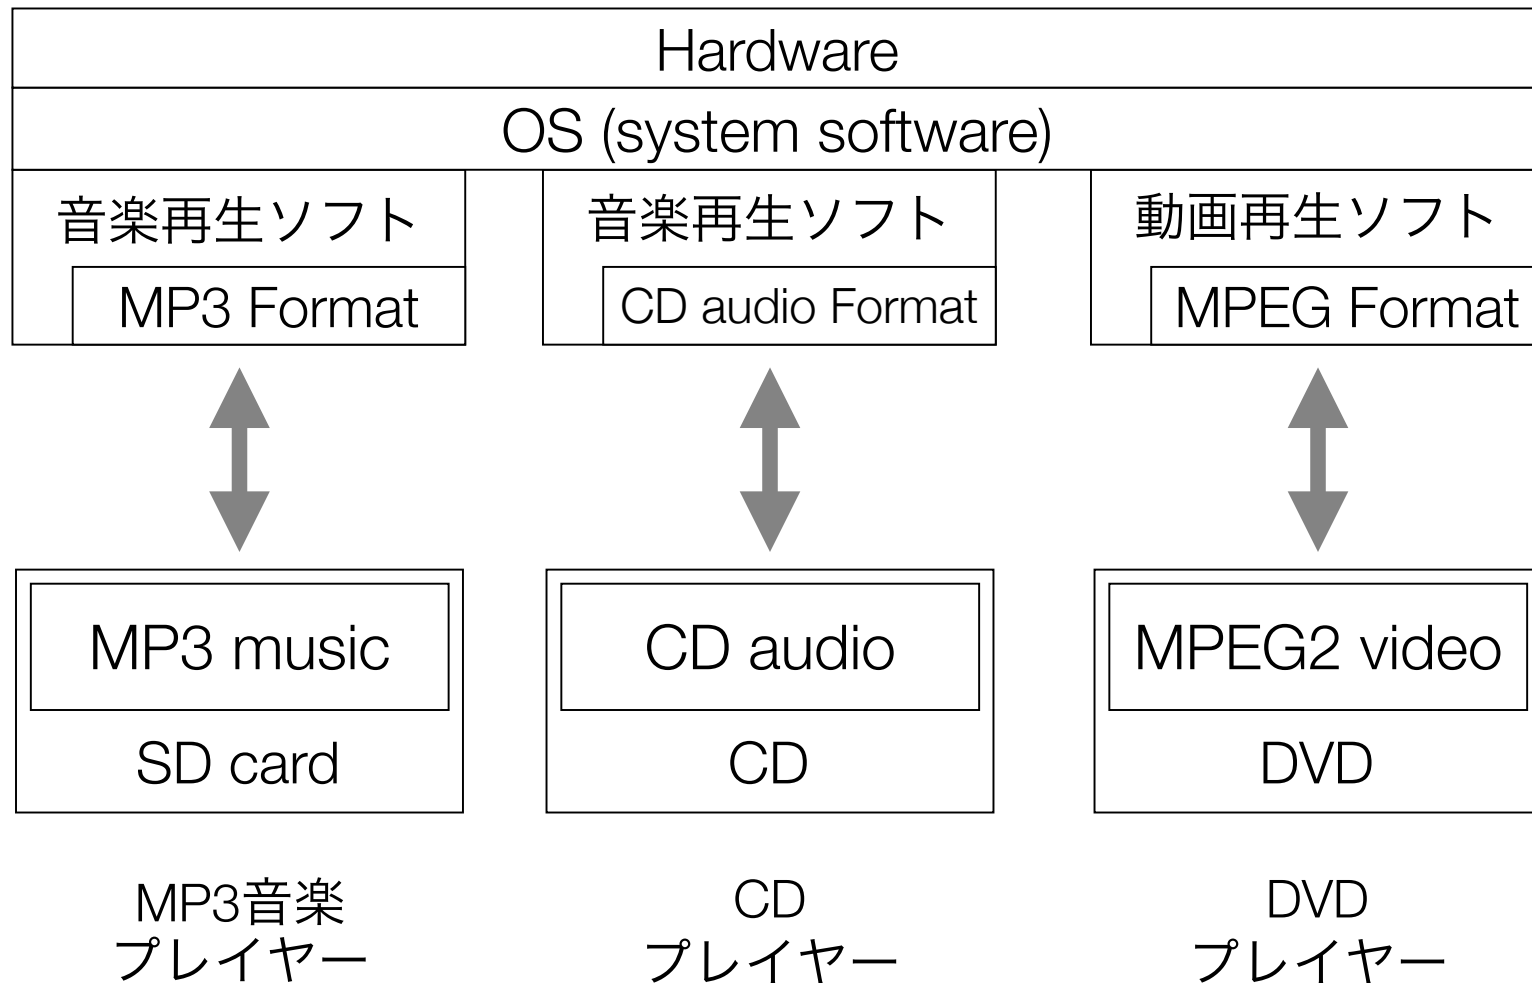 Hardware
OS (system software)
音楽再生ソフト
MP3 Format
音楽再生ソフト
CD audio Format
動画再生ソフト
MPEG Format
MP3 music
SD card
CD audio
CD
MPEG2 video
DVD
MP3音楽
プレイヤー
CD
プレイヤー
DVD
プレイヤー